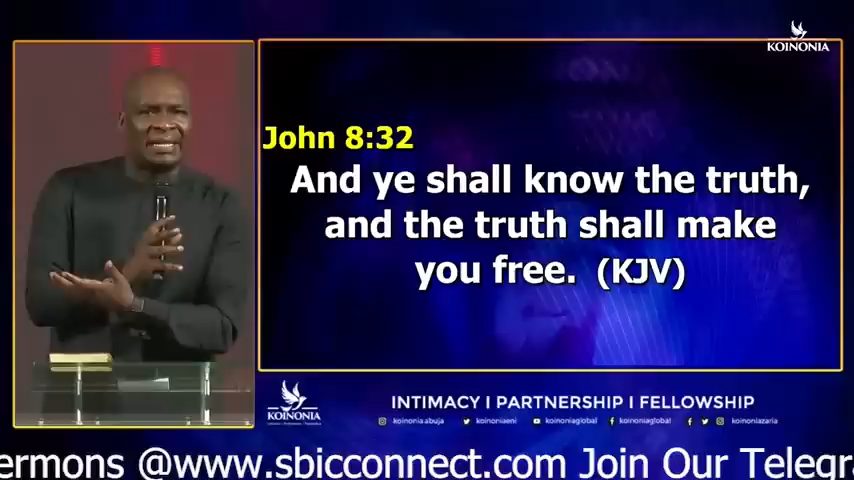 KOINONIA
John 8:32
And ye shall know the truth,
and the truth shall make
you free. (KJV)
KOINONIA
INTIMACY I PARTNERSHIP I FELLOWSHIP
koinonia.abuja koinoniaeni koinoniaglobal koinoniaglobal koinoniazaria
ermons @www.sbicconnect.com Join Our Telegra